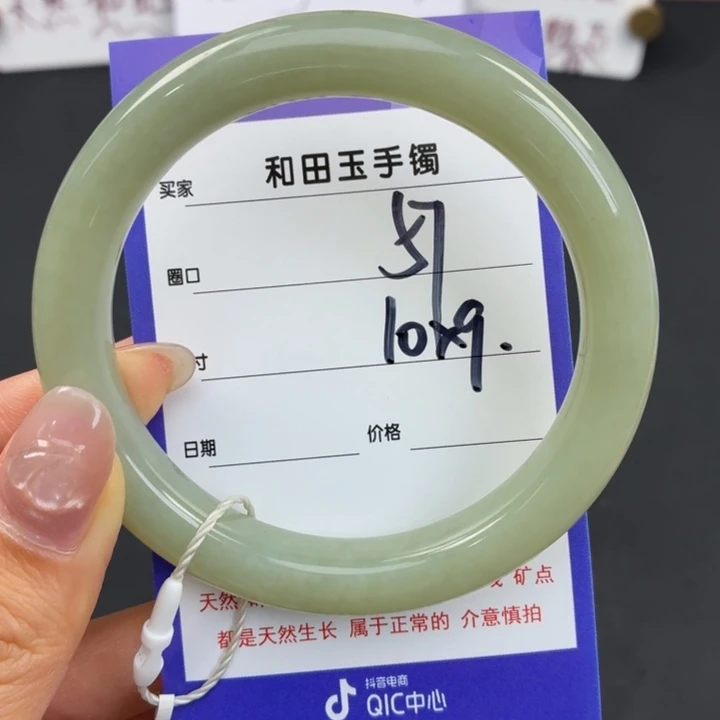 和田玉手镯
买家
圈口 57
寸 10x9.
日期 价格
天然 矿点
都是天然生长 属于正常的 介意慎拍
抖音电商
QIC中心